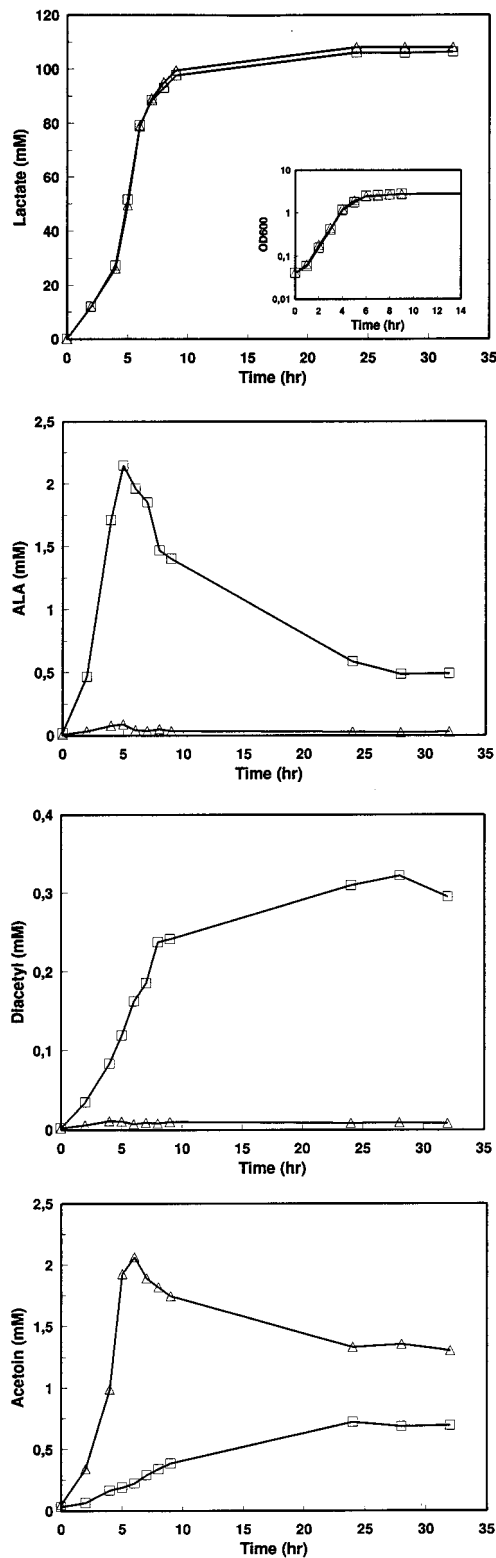 120
100
80
60
40
20
0
Lactate (mM)
10
1
0,1
0,01
OD600
0 2 4 6 8 10 12 14
Time (hr)
0 5 10 15 20 25 30 35
Time (hr)
2,5
2
1,5
1
0,5
0
ALA (mM)
0 5 10 15 20 25 30 35
Time (hr)
0,4
0,3
0,2
0,1
0
Diacetyl (mM)
0 5 10 15 20 25 30 35
Time (hr)
2,5
2
1,5
1
0,5
0
Acetoin (mM)
0 5 10 15 20 25 30 35
Time (hr)